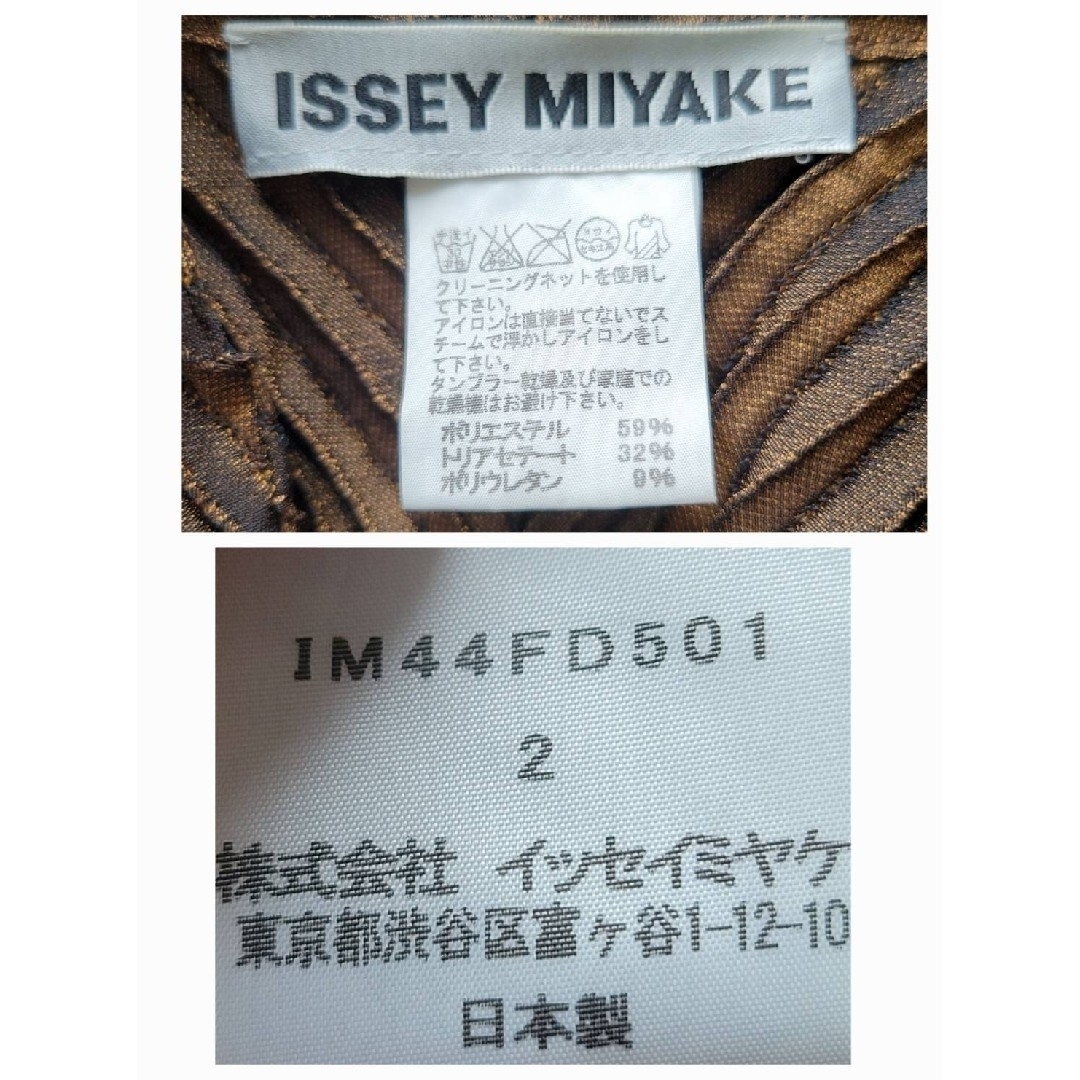 ISSEY MIYAKE
クリーニングネットを使用し
て下さい。
アイロンは直接当てないでス
チームで浮かしアイロンをし
て下さい。
タンブラー乾燥及び家庭での
乾燥機はお避け下さい。
ポリエステル 59%
トリアセテート 32%
ポリウレタン 9%
IM44FD501
2
株式会社 イッセイミヤケ
東京都渋谷区富ヶ谷1-12-10
日本製